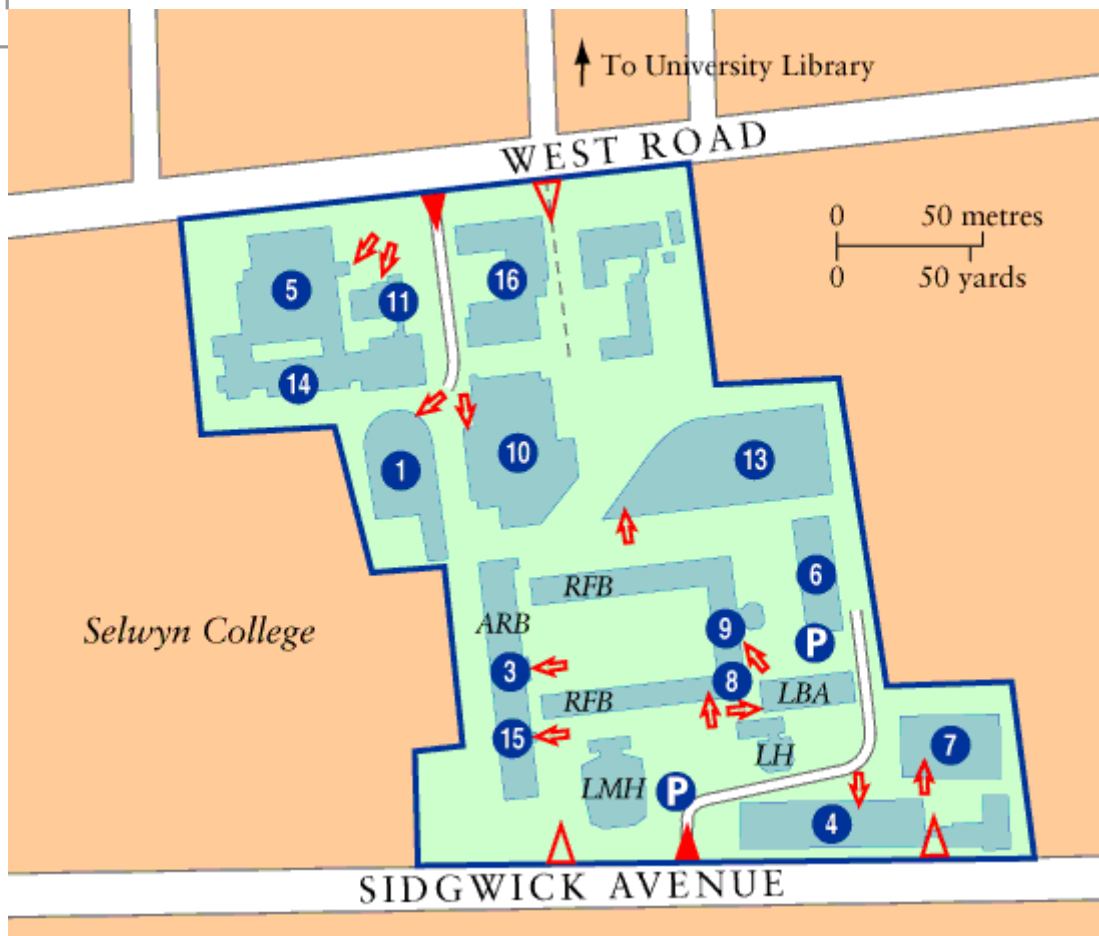 To University Library
WEST ROAD
0 50 metres
0 50 yards
5
11
16
14
1
10
13
Selwyn College
RFB
6
ARB
9
P
3
8
RFB
LBA
15
7
LH
LMH
P
4
SIDGWICK AVENUE